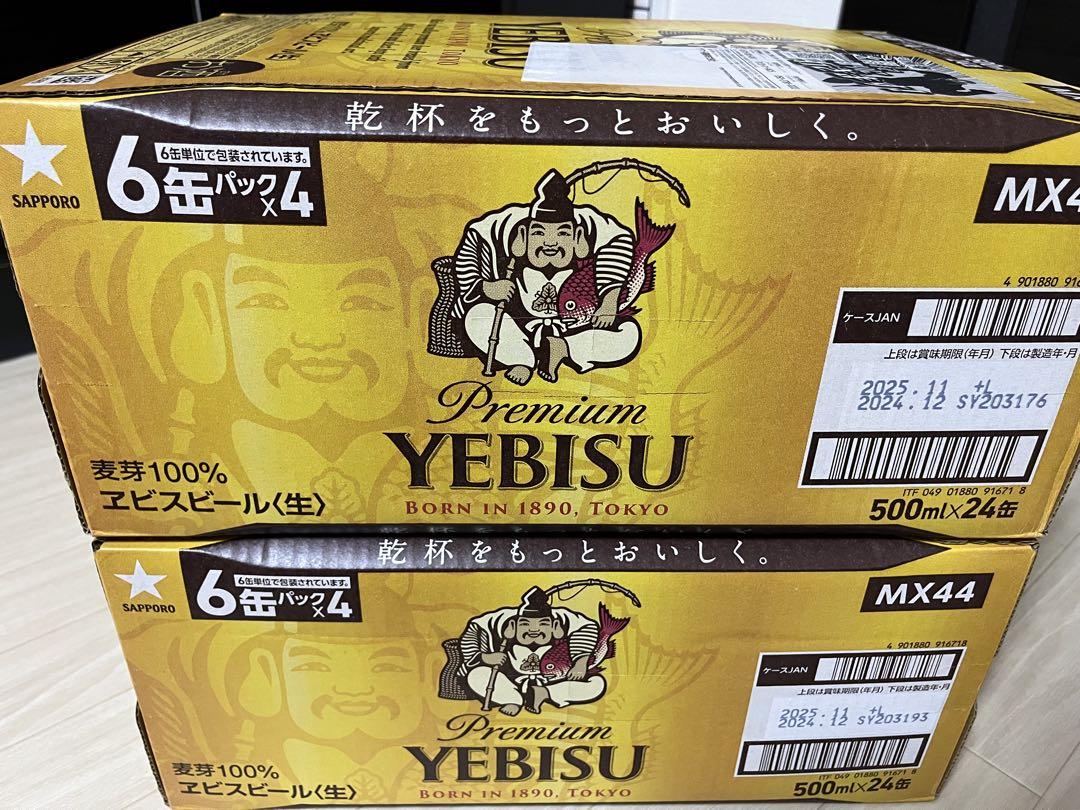 YEBISU
乾杯をもっとおいしく。
SAPPORO
6缶単位で包装されています。
6缶パック×4
MX4
4 901880 916
ケースJAN
上段は賞味期限(年月) 下段は製造年・月
2025.11 +L
2024.12 SY203176
ITF 049 01880 91671 8
500ml×24缶
Premium
YEBISU
BORN IN 1890, TOKYO
麦芽100%
ヱビスビール〈生〉
乾杯をもっとおいしく。
SAPPORO
6缶単位で包装されています。
6缶パック×4
MX44
4 901880 916718
ケースJAN
上段は賞味期限(年月) 下段は製造年・月
2025.11 +L
2024.12 SY203193
ITF 049 01880 91671 8
500ml×24缶
Premium
YEBISU
BORN IN 1890, TOKYO
麦芽100%
ヱビスビール〈生〉